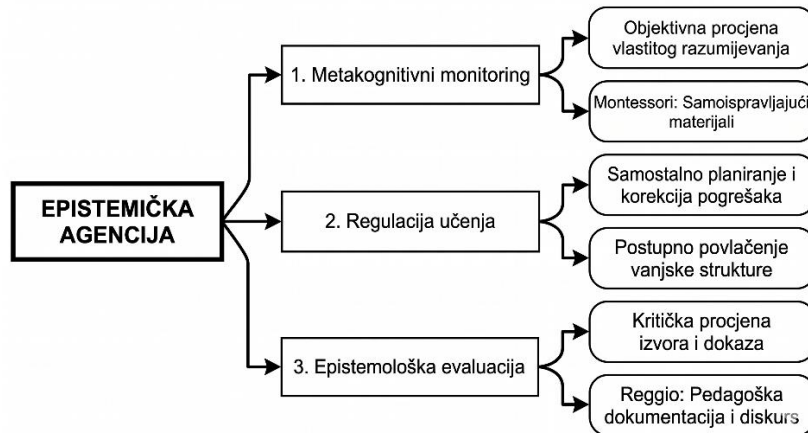 EPISTEMIČKA
AGENCIJA
1. Metakognitivni monitoring
Objektivna procjena
vlastitog razumijevanja
Montessori: Samoispravljajući
materijali
2. Regulacija učenja
Samostalno planiranje i
korekcija pogrešaka
Postupno povlačenje
vanjske strukture
3. Epistemološka evaluacija
Kritička procjena
izvora i dokaza
Reggio: Pedagoška
dokumentacija i diskurs